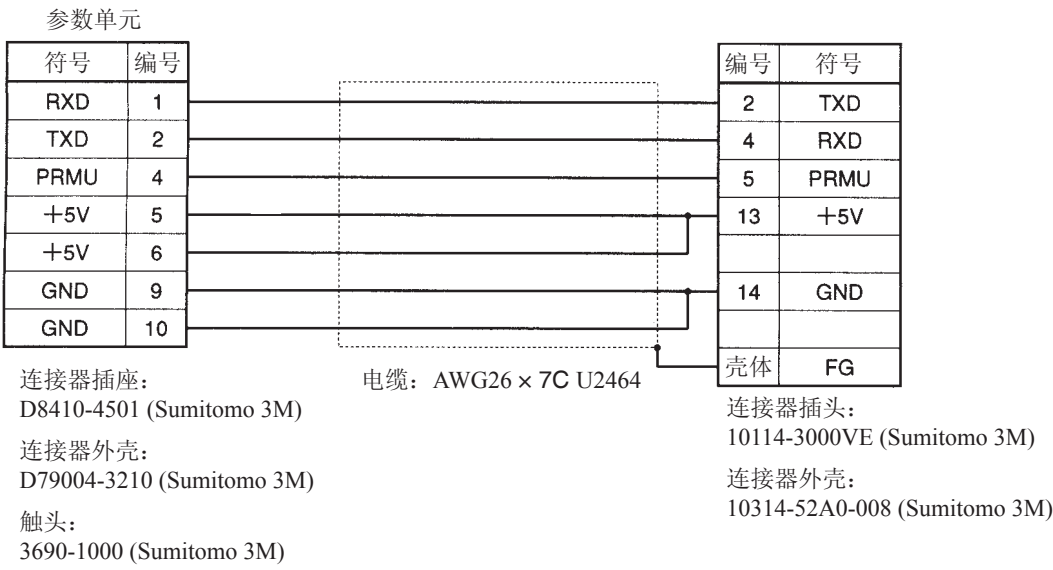 参数单元
符号 编号
RXD 1
TXD 2
PRMU 4
+5V 5
+5V 6
GND 9
GND 10
编号 符号
2 TXD
4 RXD
5 PRMU
13 +5V
14 GND
壳体 FG
电缆：AWG26 × 7C U2464
连接器插座：
D8410-4501 (Sumitomo 3M)
连接器外壳：
D79004-3210 (Sumitomo 3M)
触头：
3690-1000 (Sumitomo 3M)
连接器插头：
10114-3000VE (Sumitomo 3M)
连接器外壳：
10314-52A0-008 (Sumitomo 3M)